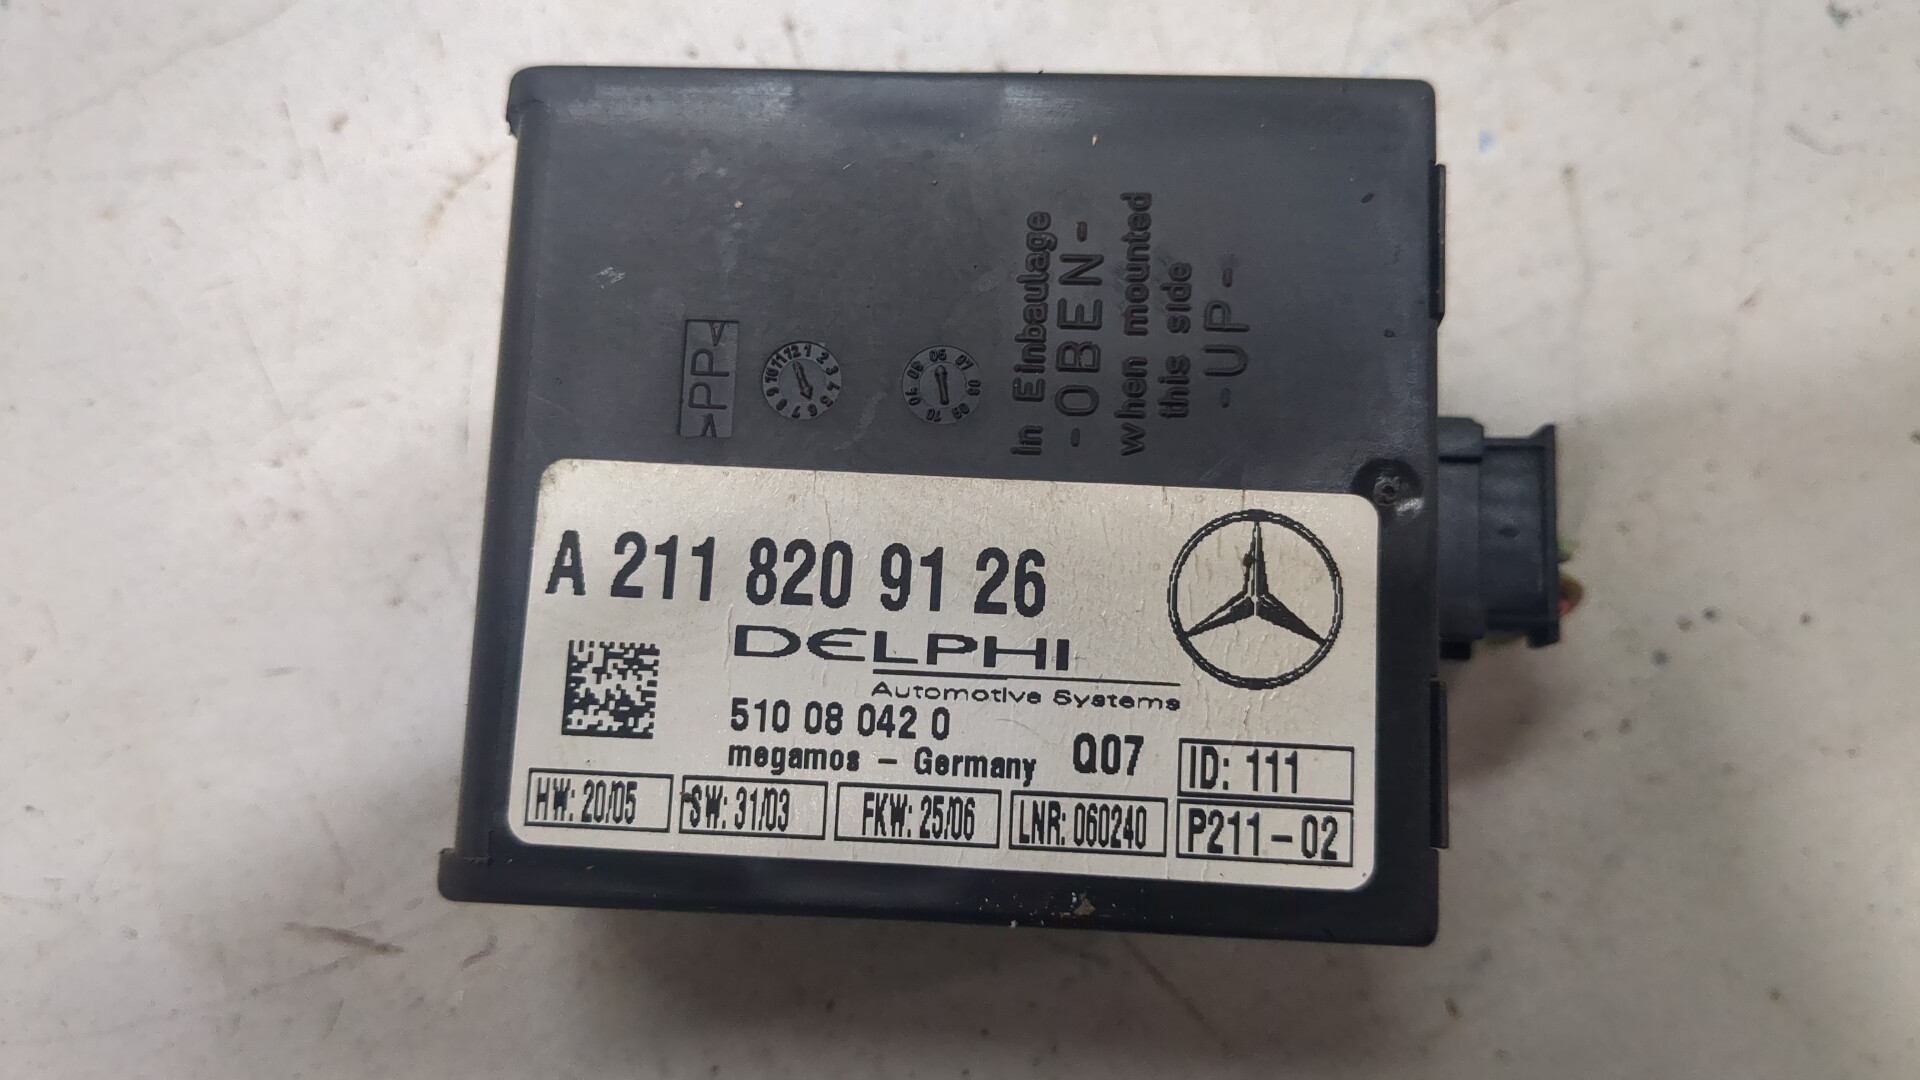 >PP<
In Einbaulage
- OBEN -
when mounted
this side
- UP -
A 211 820 91 26
DELPHI
Automotive Systems
510 08 042 0
megamos - Germany
Q07
ID: 111
HW: 20/05
SW: 31/03
FKW: 25/06
LNR: 060240
P211-02